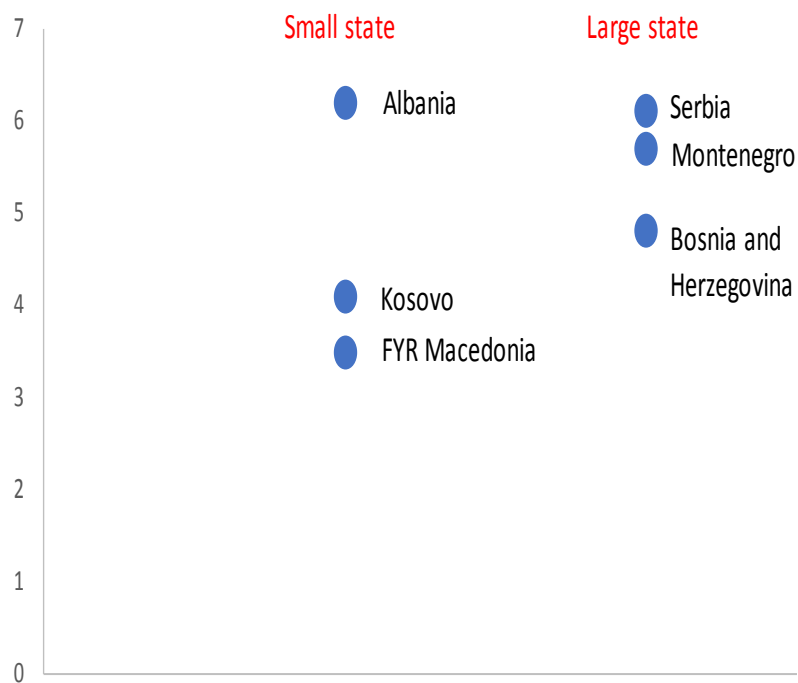 7
Small state
Large state
Albania
Serbia
6
Montenegro
5
Bosnia and
Herzegovina
4
Kosovo
FYR Macedonia
3
2
1
0